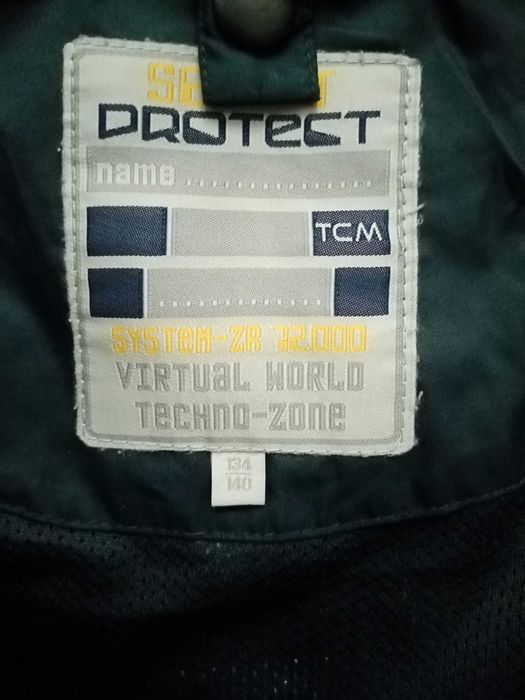 PROTECT
name
TCM
SYSTEM-ZR 32.000
VIRTUAL WORLD
TECHNO-ZONE
134
140